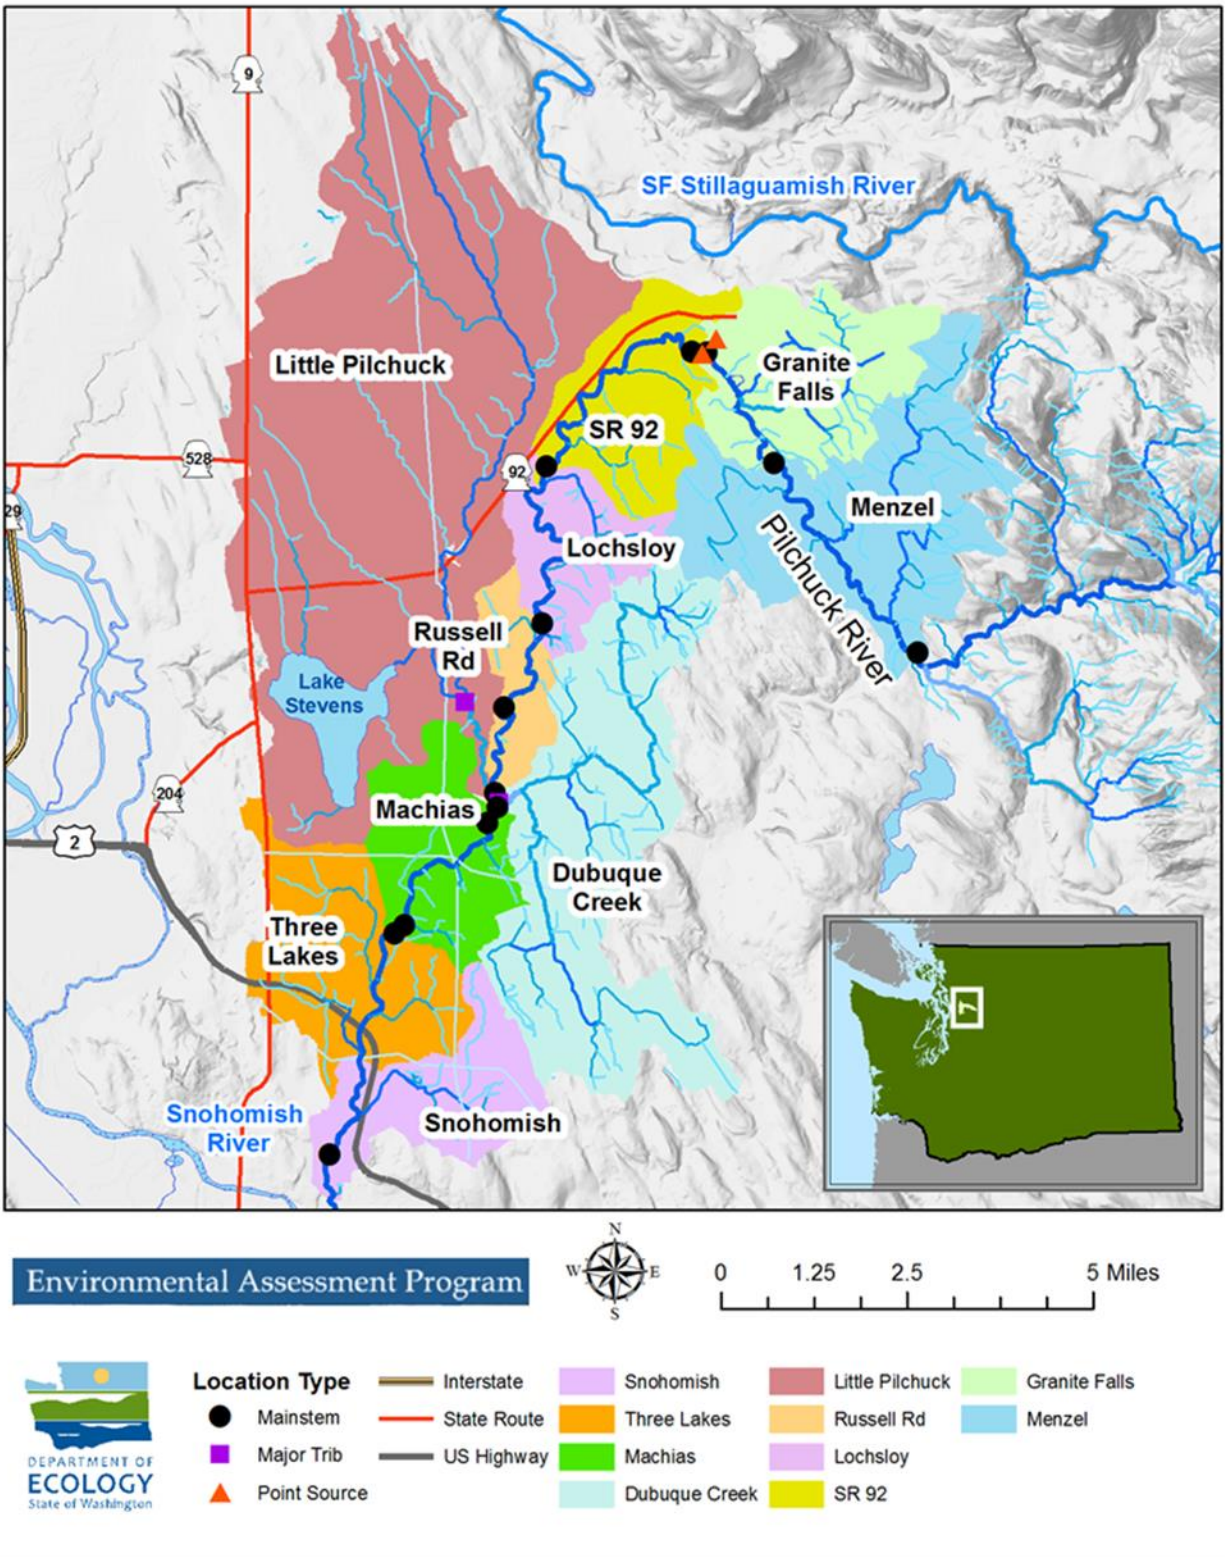 9
SF Stillaguamish River
Little Pilchuck
Granite
Falls
SR 92
528
92
29
Menzel
Lochsloy
Pilchuck River
Russell
Rd
Lake
Stevens
204
Machias
2
Dubuque
Creek
Three
Lakes
7
Snohomish
River
Snohomish
Environmental Assessment Program
N
W
E
S
0 1.25 2.5 5 Miles
Location Type
Mainstem
Major Trib
Point Source
Interstate
State Route
US Highway
Snohomish
Three Lakes
Machias
Dubuque Creek
Little Pilchuck
Russell Rd
Lochsloy
SR 92
Granite Falls
Menzel
DEPARTMENT OF
ECOLOGY
State of Washington